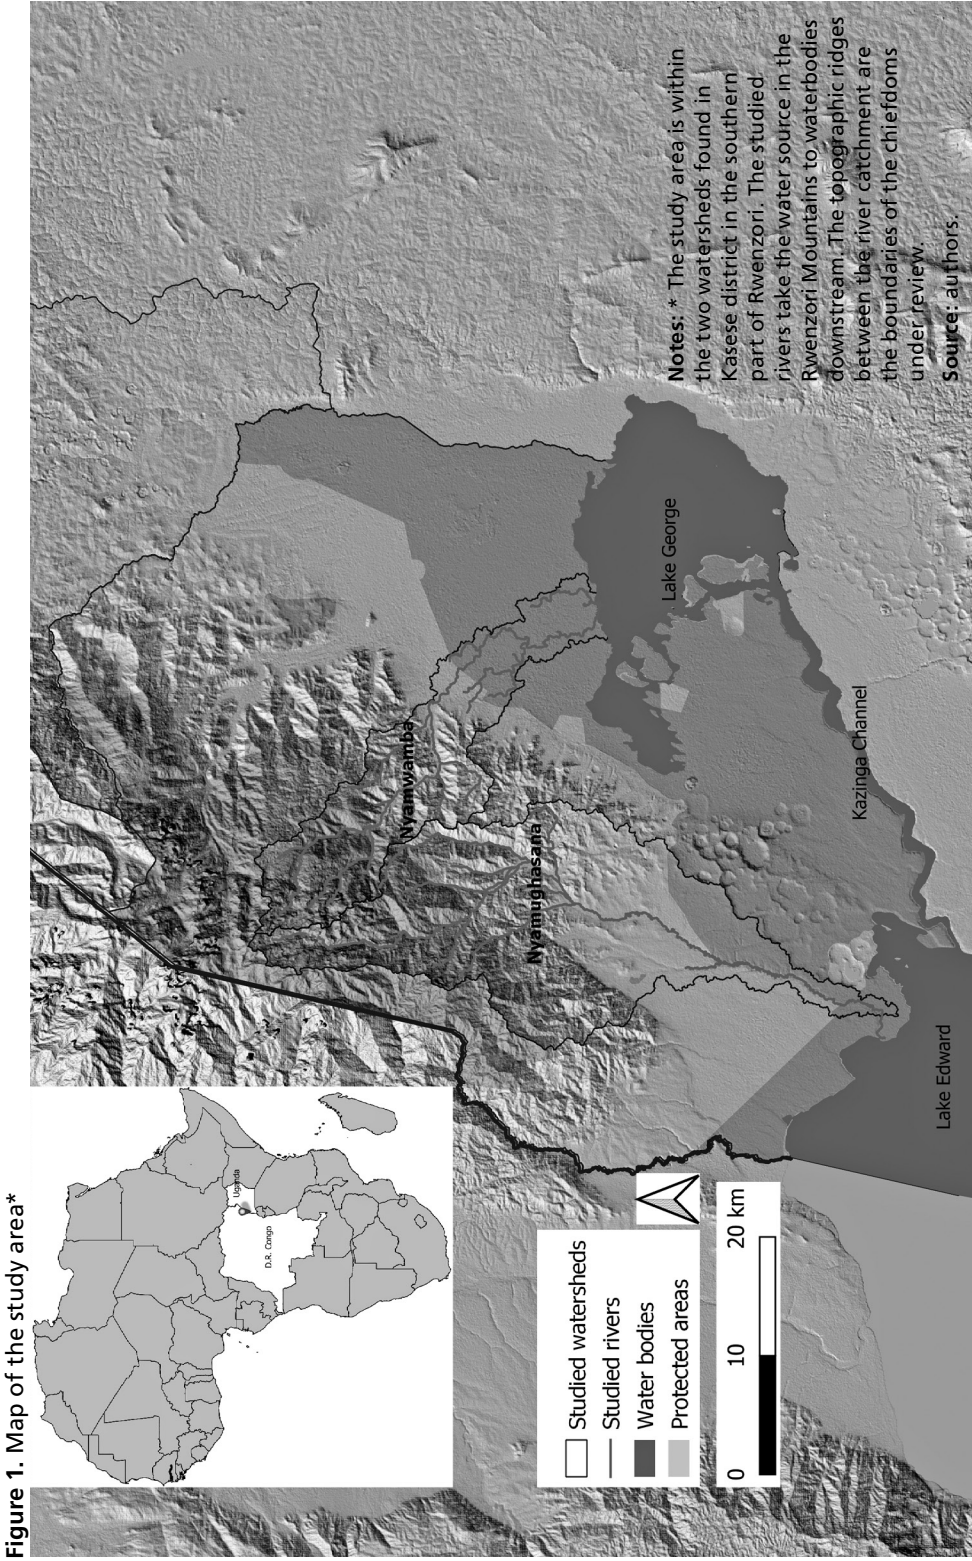 Figure 1. Map of the study area*
Uganda
D.R. Congo
Nyamwamba
Nyamughasana
Lake George
Kazinga Channel
Lake Edward
Studied watersheds
Studied rivers
Water bodies
Protected areas
0 10 20 km
Notes: * The study area is within
the two watersheds found in
Kasese district in the southern
part of Rwenzori. The studied
rivers take the water source in the
Rwenzori Mountains to waterbodies
downstream. The topographic ridges
between the river catchment are
the boundaries of the chiefdoms
under review.
Source: authors.